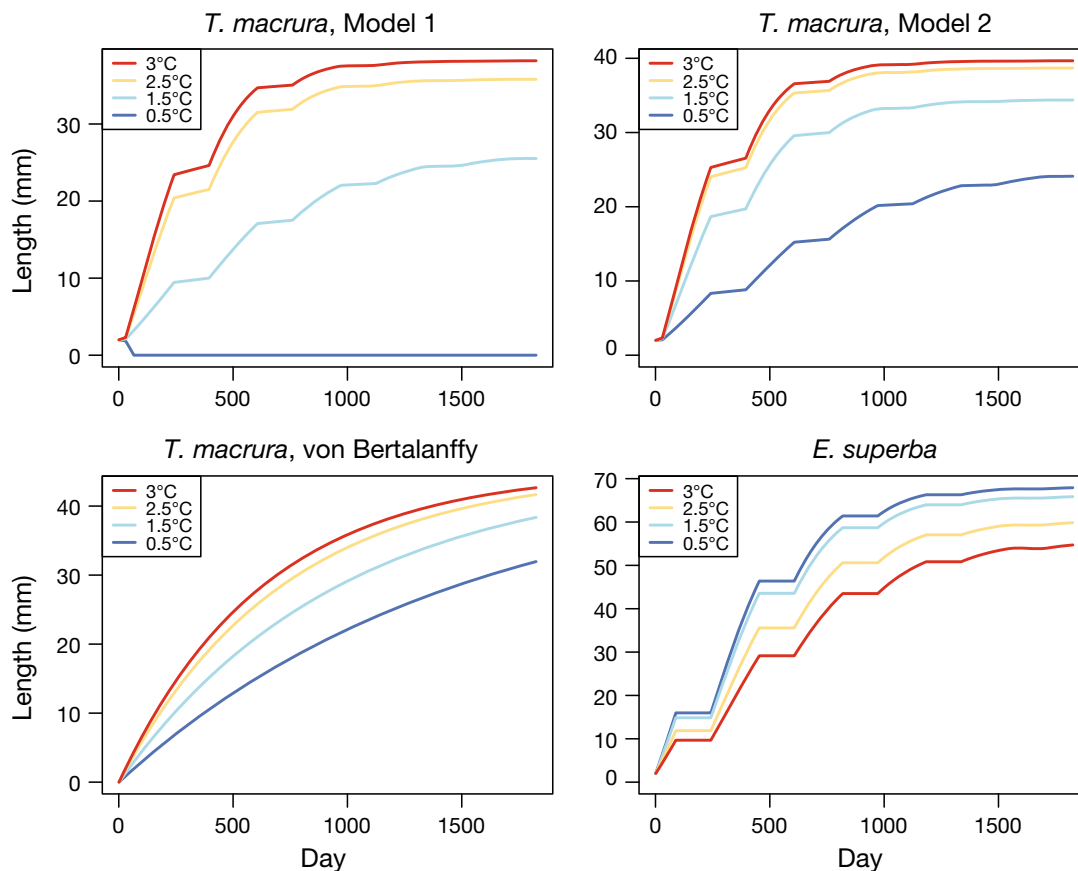 T. macrura, Model 1
3°C
2.5°C
1.5°C
0.5°C
Length (mm)
30
20
10
0
0
500
1000
1500
T. macrura, Model 2
3°C
2.5°C
1.5°C
0.5°C
40
30
20
10
0
0
500
1000
1500
T. macrura, von Bertalanffy
3°C
2.5°C
1.5°C
0.5°C
Length (mm)
40
30
20
10
0
0
500
1000
1500
Day
E. superba
3°C
2.5°C
1.5°C
0.5°C
70
60
50
40
30
20
10
0
0
500
1000
1500
Day